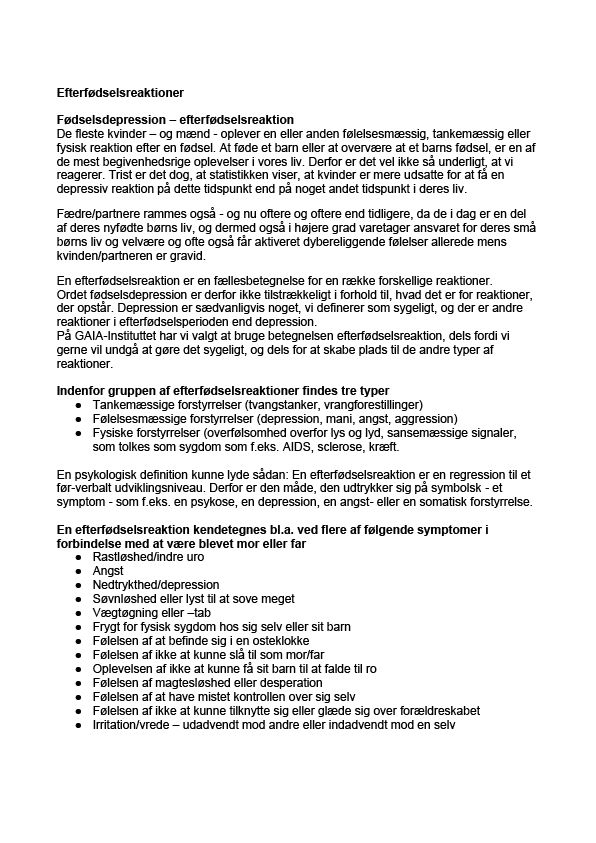 Efterfødselsreaktioner
Fødselsdepression – efterfødselsreaktion
De fleste kvinder – og mænd - oplever en eller anden følelsesmæssig, tankemæssig eller
fysisk reaktion efter en fødsel. At føde et barn eller at overvære at et barns fødsel, er en af
de mest begivenhedsrige oplevelser i vores liv. Derfor er det vel ikke så underligt, at vi
reagerer. Trist er det dog, at statistikken viser, at kvinder er mere udsatte for at få en
depressiv reaktion på dette tidspunkt end på noget andet tidspunkt i deres liv.
Fædre/partnere rammes også - og nu oftere og oftere end tidligere, da de i dag er en del
af deres nyfødte børns liv, og dermed også i højere grad varetager ansvaret for deres små
børns liv og velvære og ofte også får aktiveret dybereliggende følelser allerede mens
kvinden/partneren er gravid.
En efterfødselsreaktion er en fællesbetegnelse for en række forskellige reaktioner.
Ordet fødselsdepression er derfor ikke tilstrækkeligt i forhold til, hvad det er for reaktioner,
der opstår. Depression er sædvanligvis noget, vi definerer som sygeligt, og der er andre
reaktioner i efterfødselsperioden end depression.
På GAIA-Instituttet har vi valgt at bruge betegnelsen efterfødselsreaktion, dels fordi vi
gerne vil undgå at gøre det sygeligt, og dels for at skabe plads til de andre typer af
reaktioner.
Indenfor gruppen af efterfødselsreaktioner findes tre typer
● Tankemæssige forstyrrelser (tvangstanker, vrangforestillinger)
● Følelsesmæssige forstyrrelser (depression, mani, angst, aggression)
● Fysiske forstyrrelser (overfølsomhed overfor lys og lyd, sansemæssige signaler,
som tolkes som sygdom som f.eks. AIDS, sclerose, kræft.
En psykologisk definition kunne lyde sådan: En efterfødselsreaktion er en regression til et
før-verbalt udviklingsniveau. Derfor er den måde, den udtrykker sig på symbolsk - et
symptom - som f.eks. en psykose, en depression, en angst- eller en somatisk forstyrrelse.
En efterfødselsreaktion kendetegnes bl.a. ved flere af følgende symptomer i
forbindelse med at være blevet mor eller far
● Rastløshed/indre uro
● Angst
● Nedtrykthed/depression
● Søvnløshed eller lyst til at sove meget
● Vægtøgning eller –tab
● Frygt for fysisk sygdom hos sig selv eller sit barn
● Følelsen af at befinde sig i en osteklokke
● Følelsen af ikke at kunne slå til som mor/far
● Oplevelsen af ikke at kunne få sit barn til at falde til ro
● Følelsen af magtesløshed eller desperation
● Følelsen af at have mistet kontrollen over sig selv
● Følelsen af ikke at kunne tilknytte sig eller glæde sig over forældreskabet
● Irritation/vrede – udadvendt mod andre eller indadvendt mod en selv